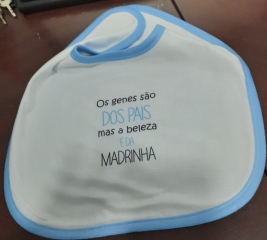 Os genes são
DOS PAIS
mas a beleza
É DA
MADRINHA